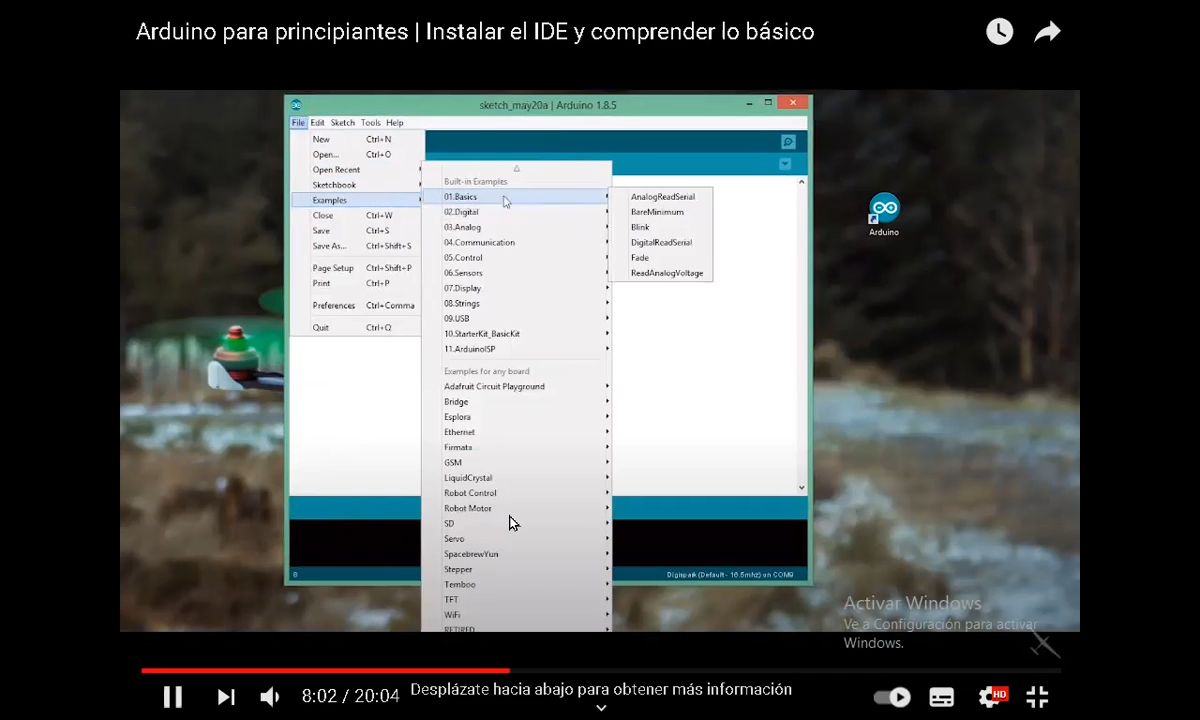 Arduino para principiantes | Instalar el IDE y comprender lo básico
sketch_may20a | Arduino 1.8.5
File Edit Sketch Tools Help
New Ctrl+N
Open... Ctrl+O
Open Recent
Sketchbook
Examples
Close Ctrl+W
Save Ctrl+S
Save As... Ctrl+Shift+S
Page Setup Ctrl+Shift+P
Print Ctrl+P
Preferences Ctrl+Comma
Quit Ctrl+Q
Built-in Examples
01.Basics
02.Digital
03.Analog
04.Communication
05.Control
06.Sensors
07.Display
08.Strings
09.USB
10.StarterKit_BasicKit
11.ArduinoISP
Examples for any board
Adafruit Circuit Playground
Bridge
Esplora
Ethernet
Firmata
GSM
LiquidCrystal
Robot Control
Robot Motor
SD
Servo
SpacebrewYun
Stepper
Temboo
TFT
WiFi
RETIRED
AnalogReadSerial
BareMinimum
Blink
DigitalReadSerial
Fade
ReadAnalogVoltage
Arduino
8
Digispark (Default - 16.5mhz) on COM9
Activar Windows
Ve a Configuración para activar
Windows.
8:02 / 20:04
Desplázate hacia abajo para obtener más información
HD